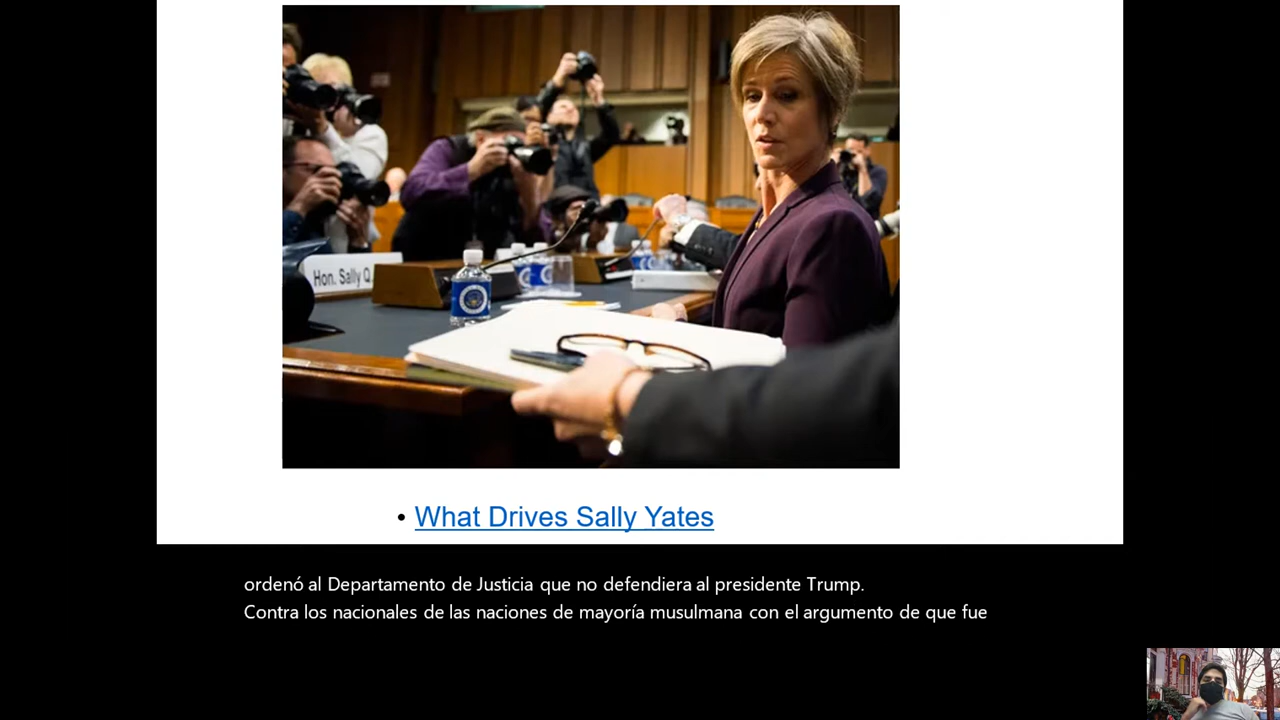 Hon. Sally Q.
• What Drives Sally Yates
ordenó al Departamento de Justicia que no defendiera al presidente Trump.
Contra los nacionales de las naciones de mayoría musulmana con el argumento de que fue